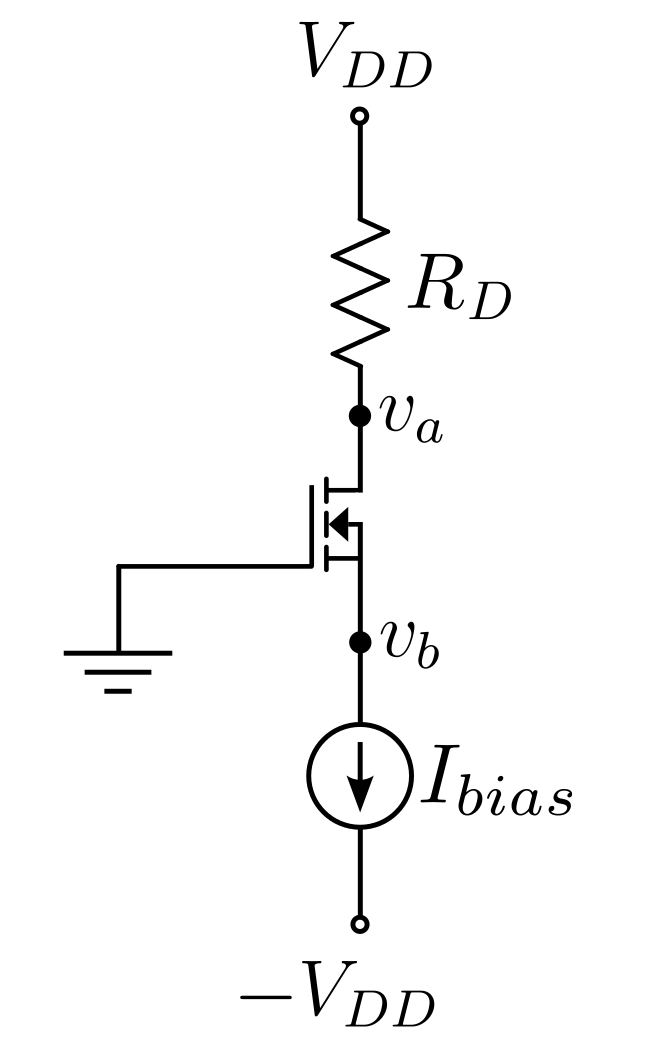 V_{DD}
R_D
v_a
v_b
I_{bias}
−V_{DD}